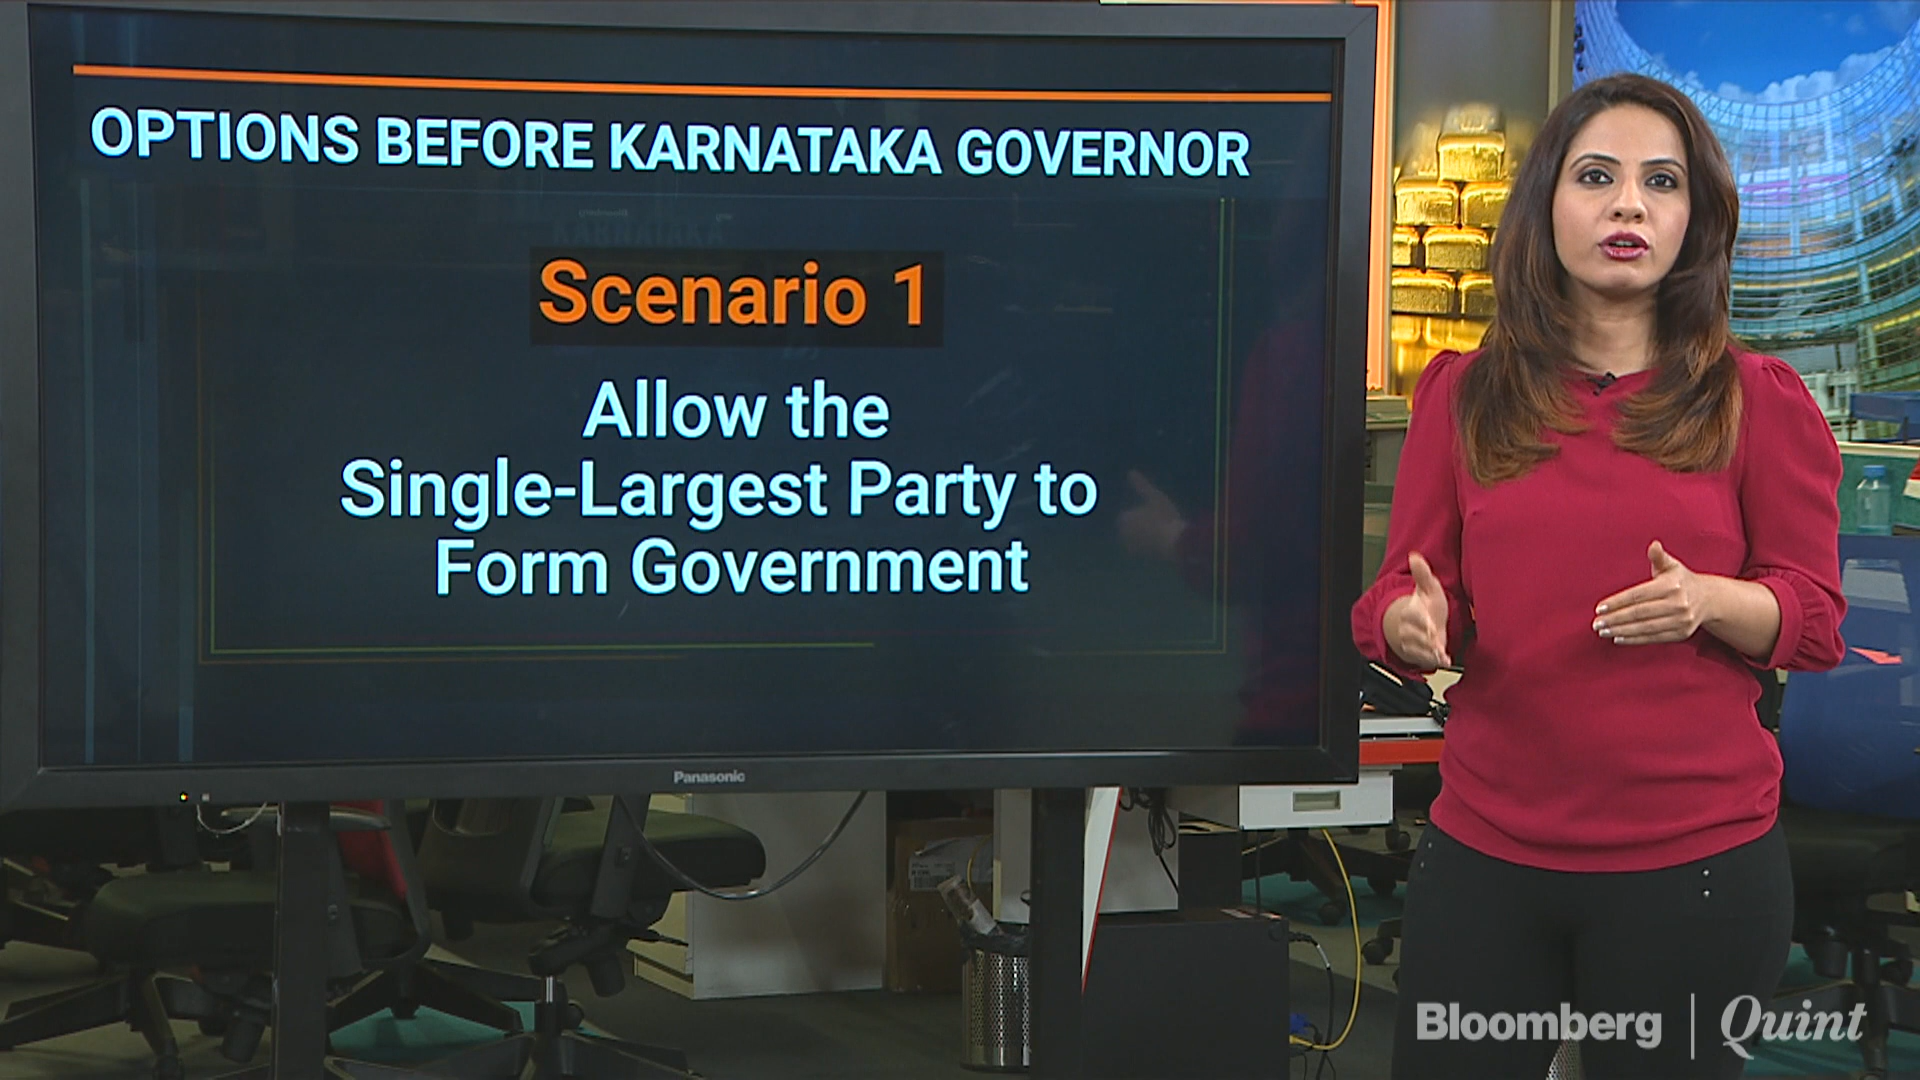 OPTIONS BEFORE KARNATAKA GOVERNOR
Scenario 1
Allow the
Single-Largest Party to
Form Government
Panasonic
Bloomberg | Quint